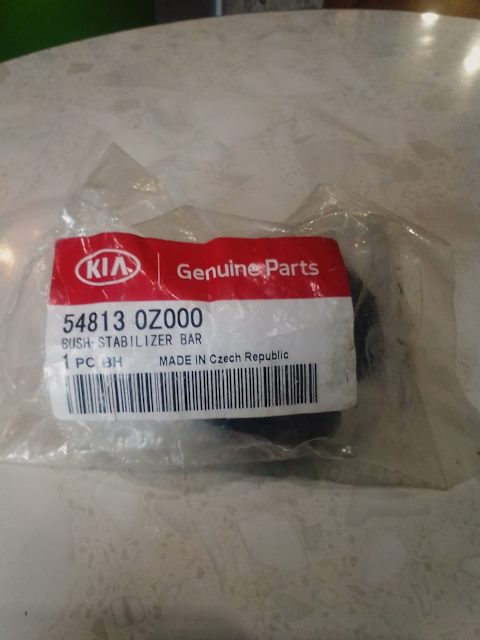 KIA Genuine Parts
54813 0Z000
BUSH-STABILIZER BAR
1 PC BH MADE IN Czech Republic